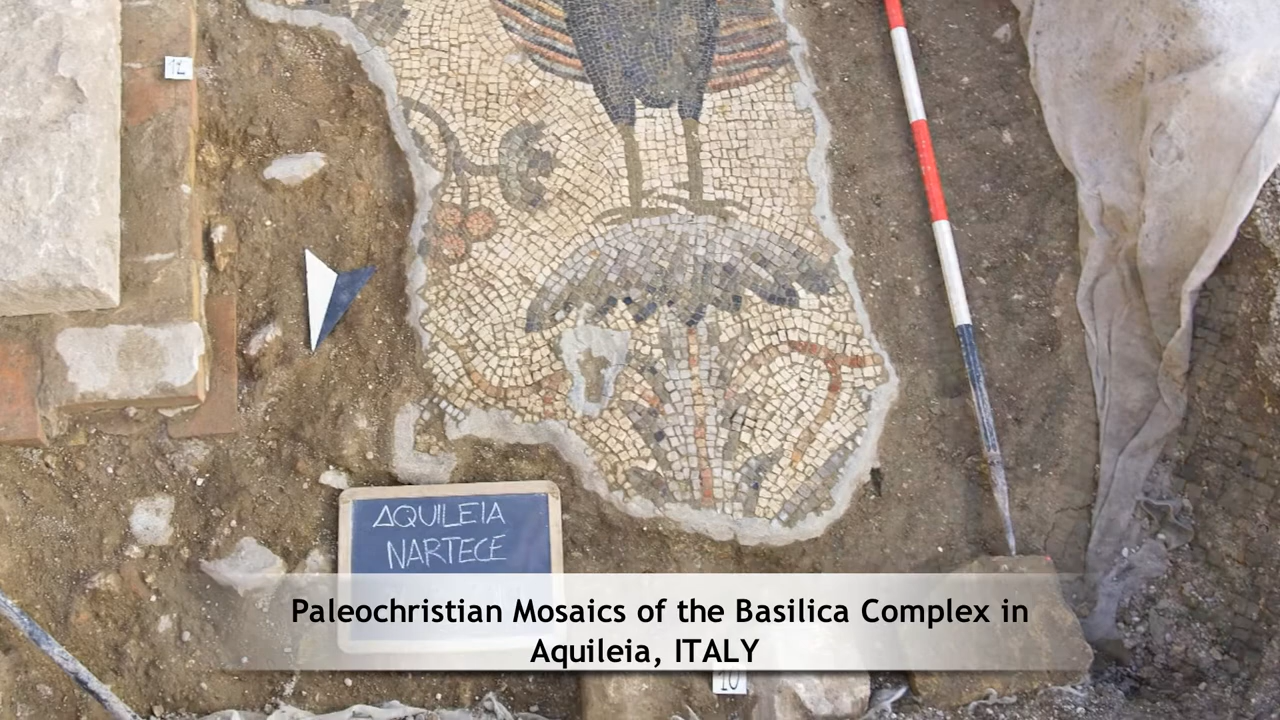 12
AQUILEIA
NARTECE
Paleochristian Mosaics of the Basilica Complex in
Aquileia, ITALY
10